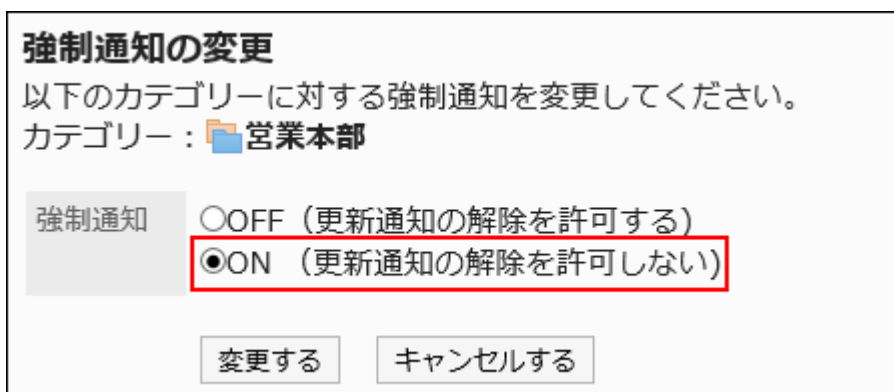 強制通知の変更
以下のカテゴリーに対する強制通知を変更してください。
カテゴリー：営業本部
強制通知
○OFF（更新通知の解除を許可する)
◉ON （更新通知の解除を許可しない)
変更する キャンセルする